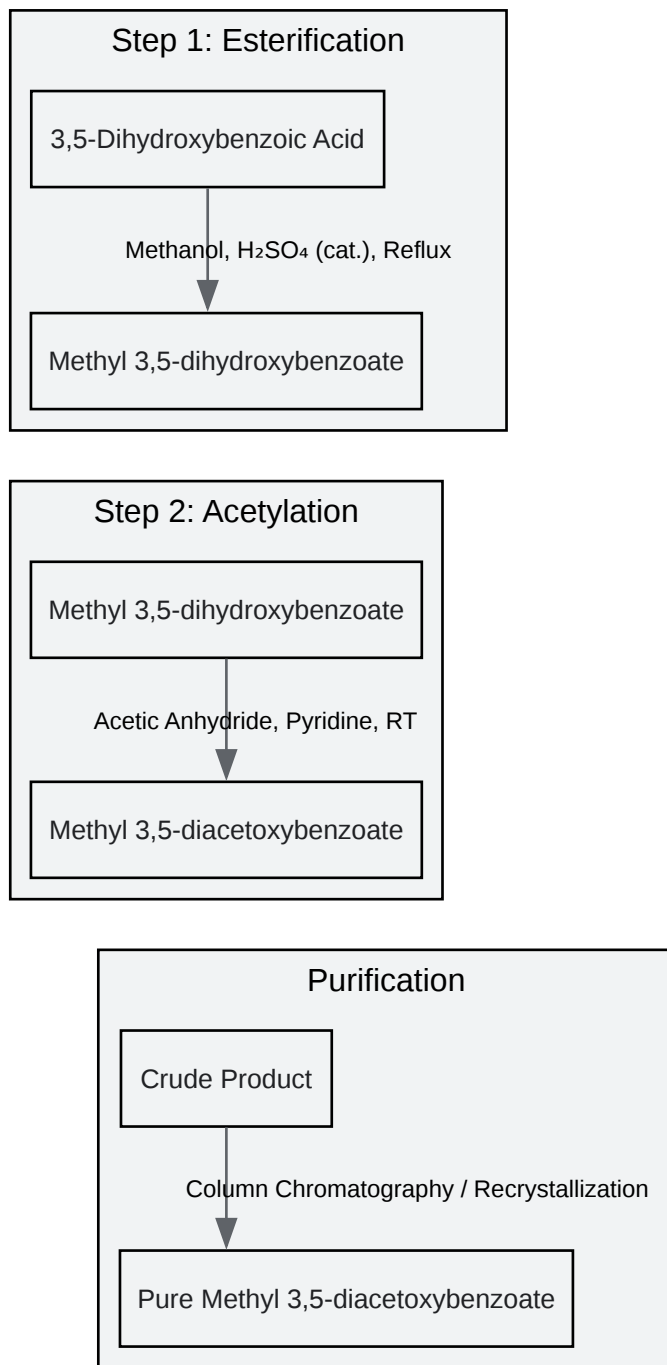 Step 1: Esterification
3,5-Dihydroxybenzoic Acid
Methanol, H₂SO₄ (cat.), Reflux
Methyl 3,5-dihydroxybenzoate
Step 2: Acetylation
Methyl 3,5-dihydroxybenzoate
Acetic Anhydride, Pyridine, RT
Methyl 3,5-diacetoxybenzoate
Purification
Crude Product
Column Chromatography / Recrystallization
Pure Methyl 3,5-diacetoxybenzoate